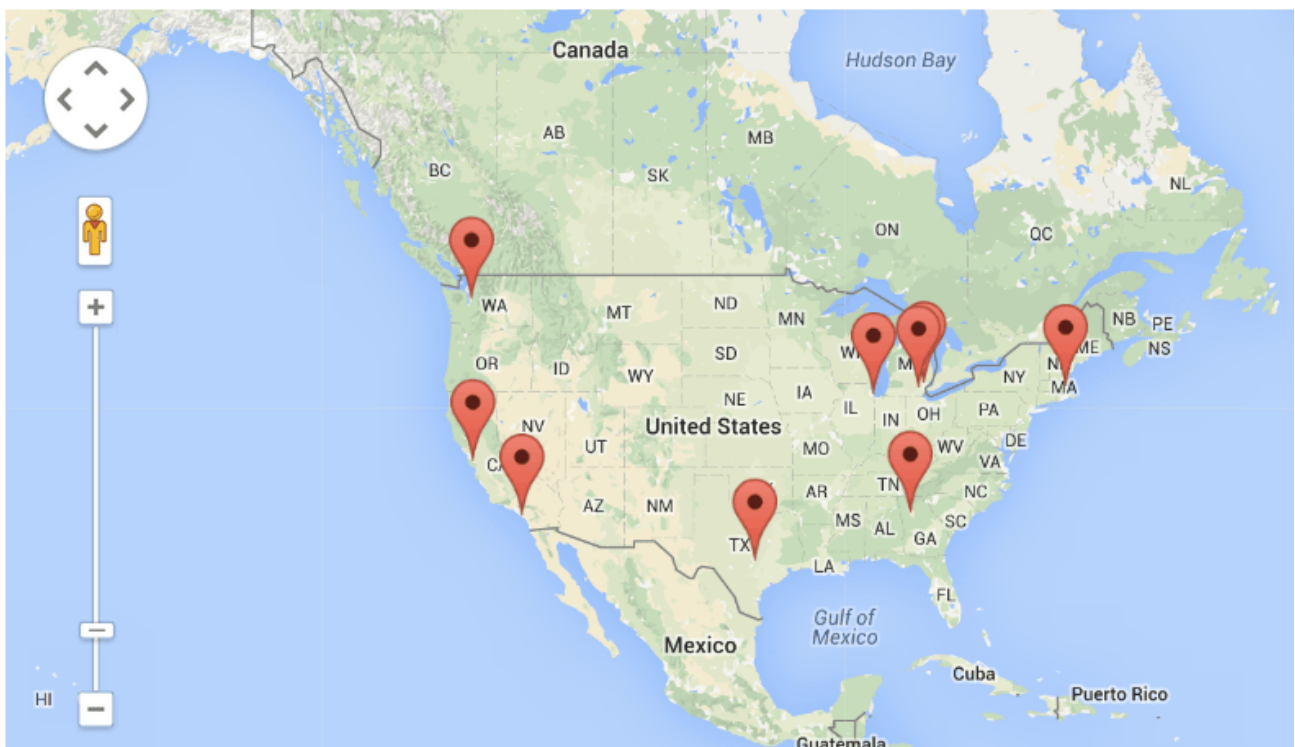 Canada
Hudson Bay
AB
MB
BC
SK
NL
ON
QC
WA
MT
ND
MN
NB
PE
ME
NS
OR
ID
SD
WY
NY
MA
NE
IA
IL
IN
OH
PA
NV
United States
UT
MO
WV
DE
VA
AZ
NM
AR
TN
NC
MS
AL
SC
GA
TX
LA
FL
Gulf of
Mexico
Mexico
Cuba
HI
Puerto Rico
Guatemala